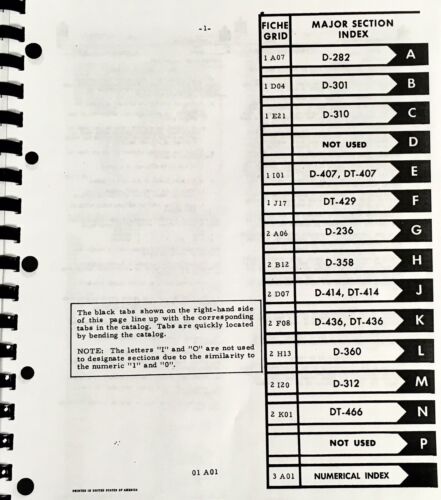 -1-
FICHE GRID MAJOR SECTION INDEX
1 A07 D-282 A
1 D04 D-301 B
1 E21 D-310 C
NOT USED D
1 I01 D-407, DT-407 E
1 J17 DT-429 F
2 A06 D-236 G
2 B12 D-358 H
2 D07 D-414, DT-414 J
2 F08 D-436, DT-436 K
2 H13 D-360 L
2 I20 D-312 M
2 K01 DT-466 N
NOT USED P
3 A01 NUMERICAL INDEX
The black tabs shown on the right-hand side
of this page line up with the corresponding
tabs in the catalog. Tabs are quickly located
by bending the catalog.
NOTE: The letters "I" and "O" are not used
to designate sections due to the similarity to
the numeric "1" and "0".
01 A01
PRINTED IN UNITED STATES OF AMERICA